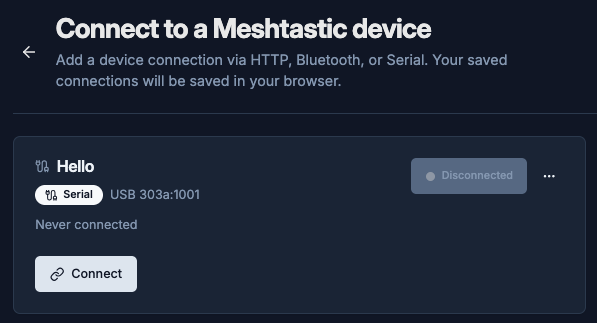 Connect to a Meshtastic device
Add a device connection via HTTP, Bluetooth, or Serial. Your saved
connections will be saved in your browser.
Hello
Disconnected
Serial USB 303a:1001
Never connected
Connect